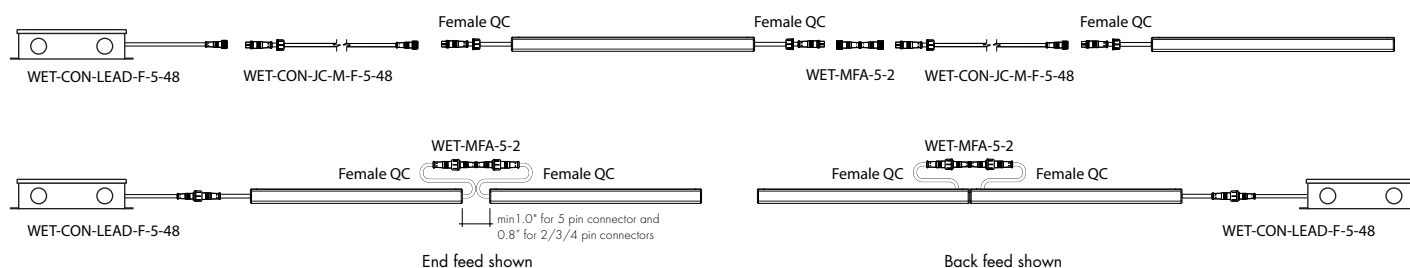 Female QC
Female QC
Female QC
WET-CON-LEAD-F-5-48
WET-CON-JC-M-F-5-48
WET-MFA-5-2
WET-CON-JC-M-F-5-48
WET-MFA-5-2
Female QC
Female QC
WET-MFA-5-2
Female QC
Female QC
WET-CON-LEAD-F-5-48
min1.0" for 5 pin connector and
0.8" for 2/3/4 pin connectors
WET-CON-LEAD-F-5-48
End feed shown
Back feed shown